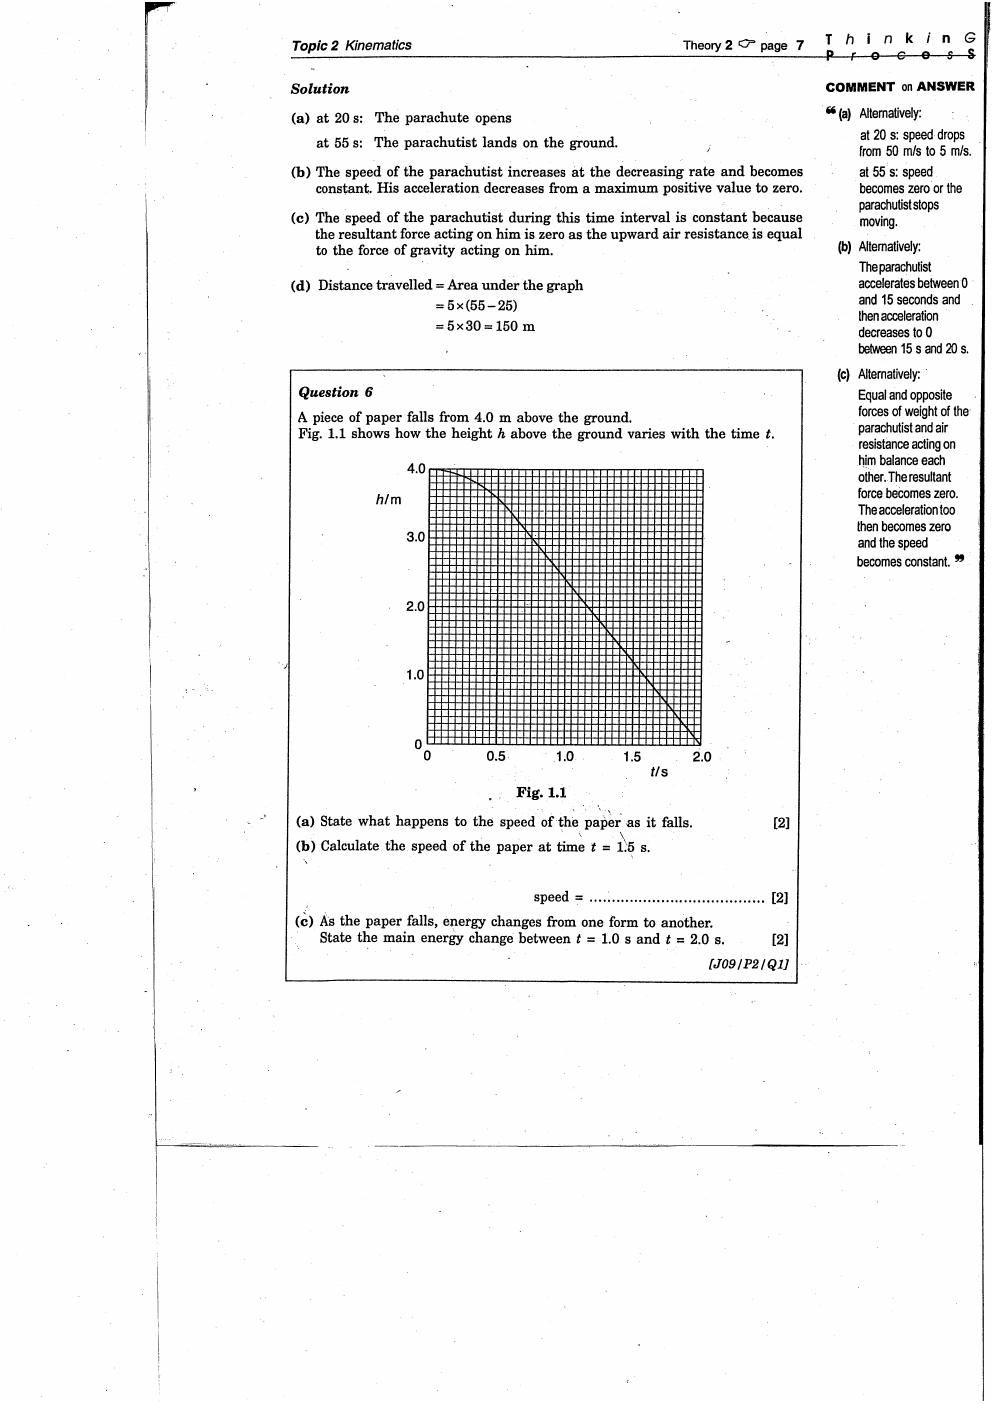 Topic 2 Kinematics
Theory 2 ☞ page 7
ThinkinG
ProcesS
Solution
(a) at 20 s: The parachute opens
at 55 s: The parachutist lands on the ground.
(b) The speed of the parachutist increases at the decreasing rate and becomes
constant. His acceleration decreases from a maximum positive value to zero.
(c) The speed of the parachutist during this time interval is constant because
the resultant force acting on him is zero as the upward air resistance is equal
to the force of gravity acting on him.
(d) Distance travelled = Area under the graph
= 5×(55−25)
= 5×30 = 150 m
COMMENT on ANSWER
“ (a) Alternatively:
at 20 s: speed drops
from 50 m/s to 5 m/s.
at 55 s: speed
becomes zero or the
parachutist stops
moving.
(b) Alternatively:
The parachutist
accelerates between 0
and 15 seconds and
then acceleration
decreases to 0
between 15 s and 20 s.
(c) Alternatively:
Equal and opposite
forces of weight of the
parachutist and air
resistance acting on
him balance each
other. The resultant
force becomes zero.
The acceleration too
then becomes zero
and the speed
becomes constant. ”
Question 6
A piece of paper falls from 4.0 m above the ground.
Fig. 1.1 shows how the height h above the ground varies with the time t.
4.0
h/m
3.0
2.0
1.0
0
0 0.5 1.0 1.5 2.0
t/s
Fig. 1.1
(a) State what happens to the speed of the paper as it falls. [2]
(b) Calculate the speed of the paper at time t = 1.5 s.
speed = ....................................... [2]
(c) As the paper falls, energy changes from one form to another.
State the main energy change between t = 1.0 s and t = 2.0 s. [2]
[J09/P2/Q1]